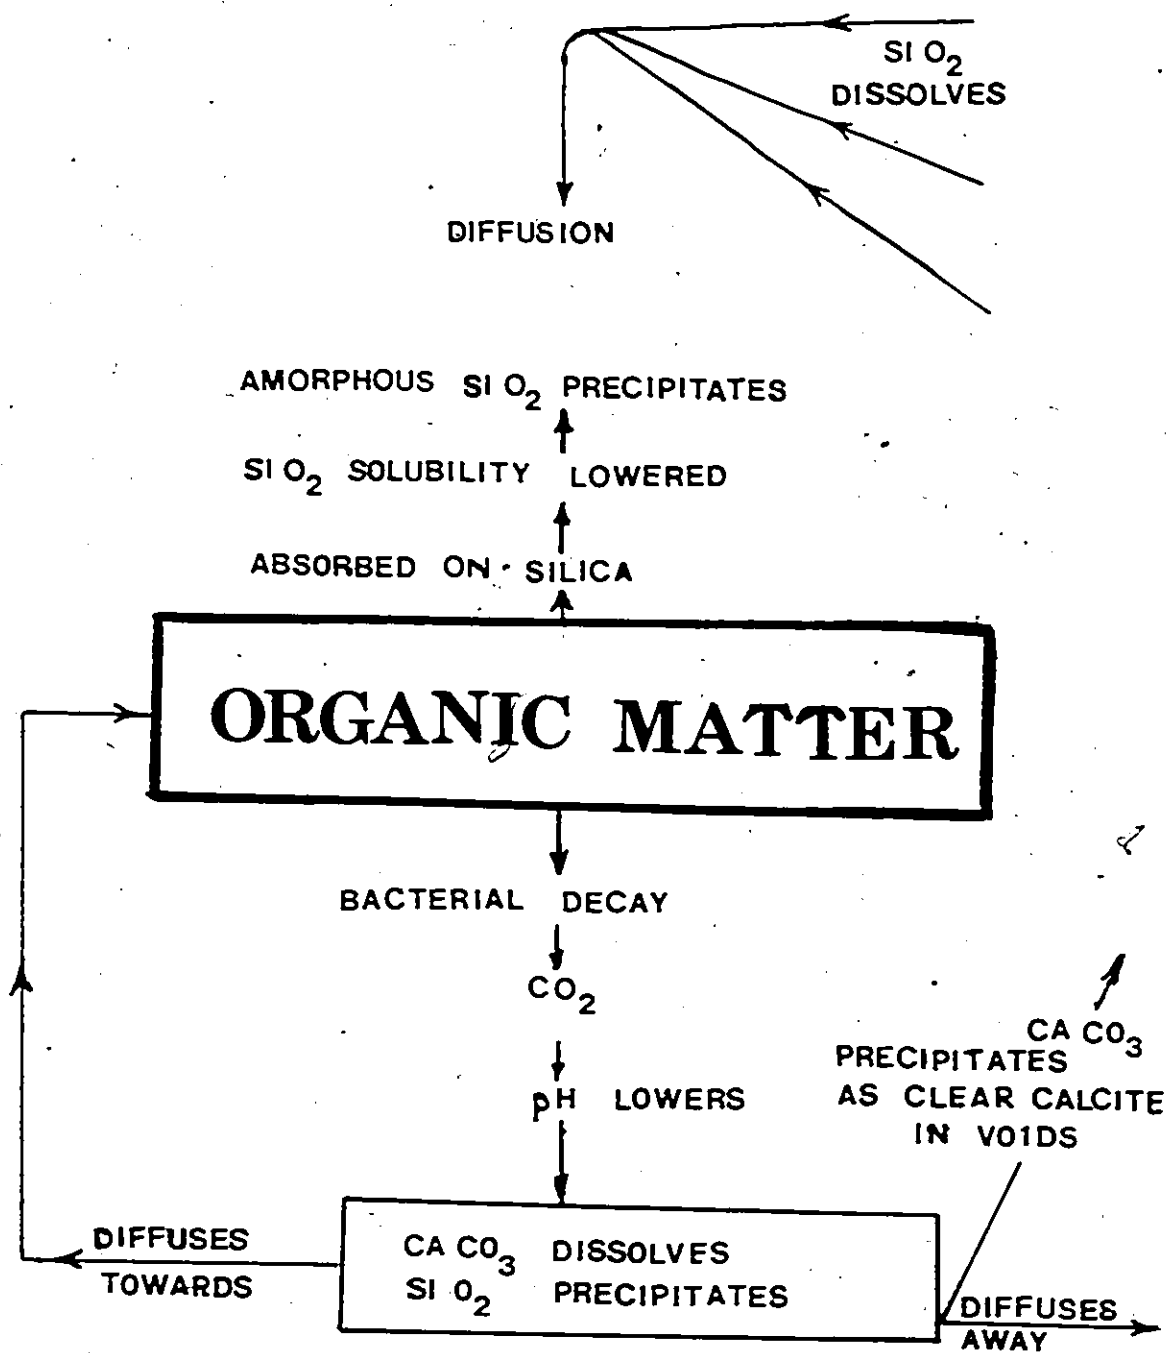 SI O2
DISSOLVES
DIFFUSION
AMORPHOUS SI O2 PRECIPITATES
SI O2 SOLUBILITY LOWERED
ABSORBED ON SILICA
ORGANIC MATTER
BACTERIAL DECAY
CO2
pH LOWERS
CA CO3
PRECIPITATES
AS CLEAR CALCITE
IN VOIDS
DIFFUSES
TOWARDS
CA CO3 DISSOLVES
SI O2 PRECIPITATES
DIFFUSES
AWAY